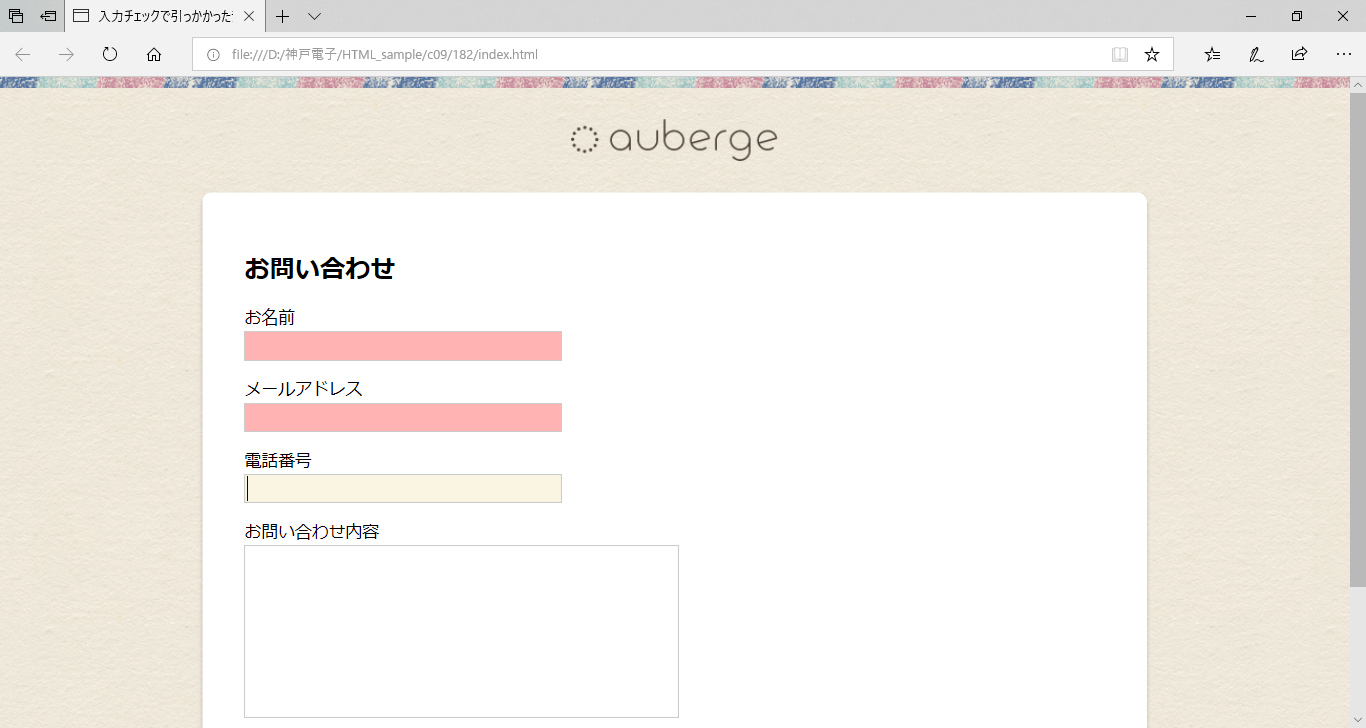 入力チェックで引っかかった
file:///D:/神戸電子/HTML_sample/c09/182/index.html
auberge
お問い合わせ
お名前
メールアドレス
電話番号
お問い合わせ内容